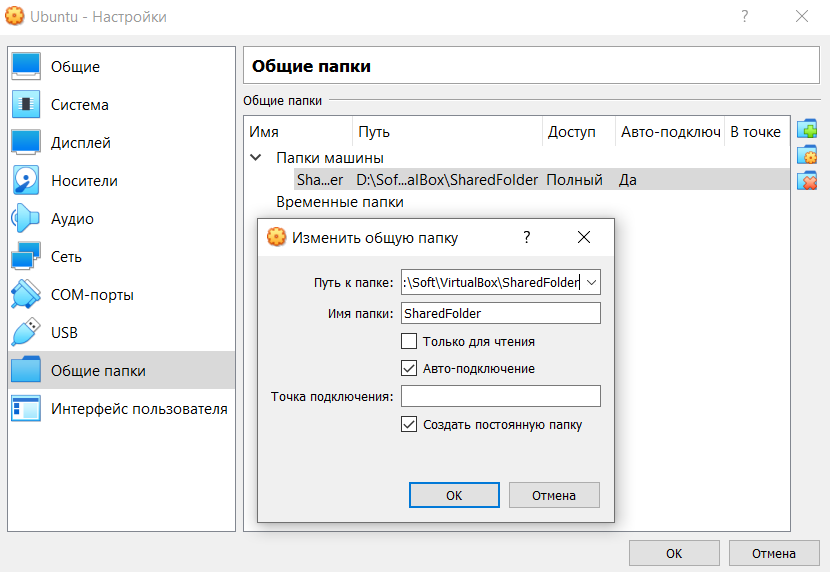 Ubuntu - Настройки
Общие
Система
Дисплей
Носители
Аудио
Сеть
COM-порты
USB
Общие папки
Интерфейс пользователя
Общие папки
Общие папки
Имя Путь Доступ Авто-подключ В точке
Папки машины
Sha...er D:\Sof...alBox\SharedFolder Полный Да
Временные папки
Изменить общую папку
Путь к папке: :\Soft\VirtualBox\SharedFolder
Имя папки: SharedFolder
Только для чтения
Авто-подключение
Точка подключения:
Создать постоянную папку
OK Отмена
OK Отмена